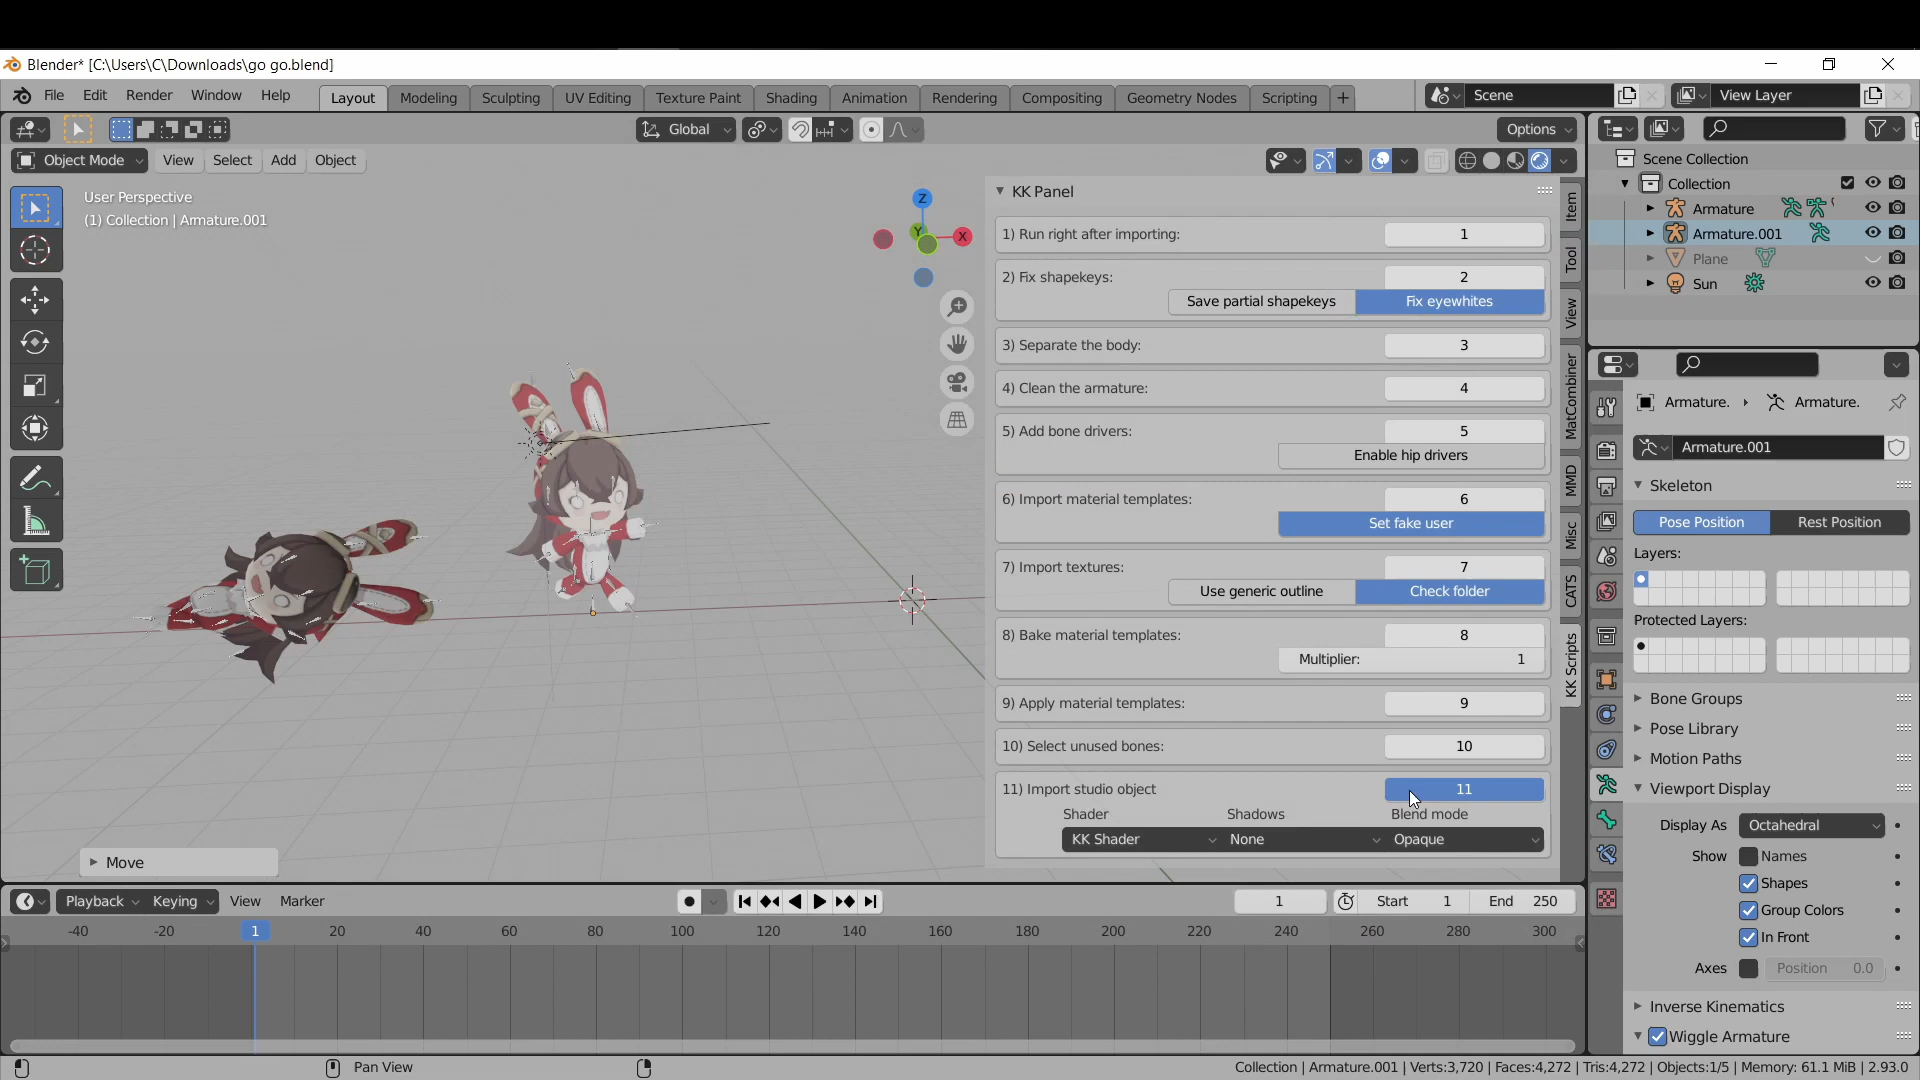 Blender* [C:\Users\C\Downloads\go go.blend]
File Edit Render Window Help Layout Modeling Sculpting UV Editing Texture Paint Shading Animation Rendering Compositing Geometry Nodes Scripting + Scene View Layer
Global Options
Object Mode View Select Add Object
User Perspective
(1) Collection | Armature.001
Z
Y
X
KK Panel
1) Run right after importing: 1
2) Fix shapekeys: 2
Save partial shapekeys Fix eyewhites
3) Separate the body: 3
4) Clean the armature: 4
5) Add bone drivers: 5
Enable hip drivers
6) Import material templates: 6
Set fake user
7) Import textures: 7
Use generic outline Check folder
8) Bake material templates: 8
Multiplier: 1
9) Apply material templates: 9
10) Select unused bones: 10
11) Import studio object 11
Shader Shadows Blend mode
KK Shader None Opaque
Item
Tool
View
MatCombiner
MMD
Misc
CATS
KK Scripts
Scene Collection
Collection
Armature
Armature.001
Plane
Sun
Armature. Armature.
Armature.001
Skeleton
Pose Position Rest Position
Layers:
Protected Layers:
Bone Groups
Pose Library
Motion Paths
Viewport Display
Display As Octahedral
Show Names
Shapes
Group Colors
In Front
Axes Position 0.0
Inverse Kinematics
Wiggle Armature
Move
Playback Keying View Marker 1 Start 1 End 250
-40 -20 1 20 40 60 80 100 120 140 160 180 200 220 240 260 280 300
Pan View
Collection | Armature.001 | Verts:3,720 | Faces:4,272 | Tris:4,272 | Objects:1/5 | Memory: 61.1 MiB | 2.93.0